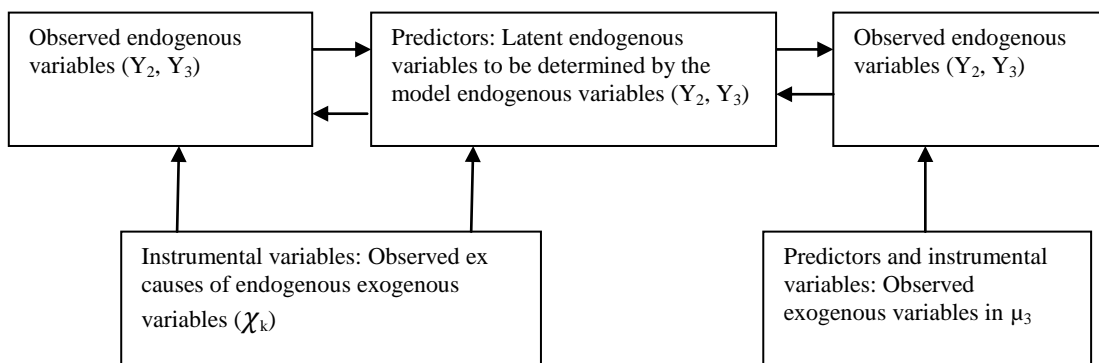 Observed endogenous
variables (Y₂, Y₃)
Predictors: Latent endogenous
variables to be determined by the
model endogenous variables (Y₂, Y₃)
Observed endogenous
variables (Y₂, Y₃)
Instrumental variables: Observed ex
causes of endogenous exogenous
variables (χₖ)
Predictors and instrumental
variables: Observed
exogenous variables in μ₃